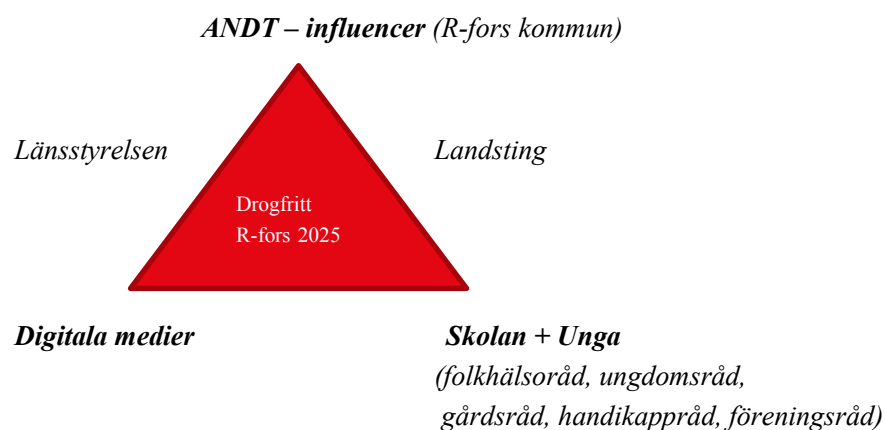 ANDT – influencer (R-fors kommun)
Länsstyrelsen
Landsting
Drogfritt
R-fors 2025
Digitala medier
Skolan + Unga
(folkhälsoråd, ungdomsråd,
gårdsråd, handikappråd, föreningsråd)